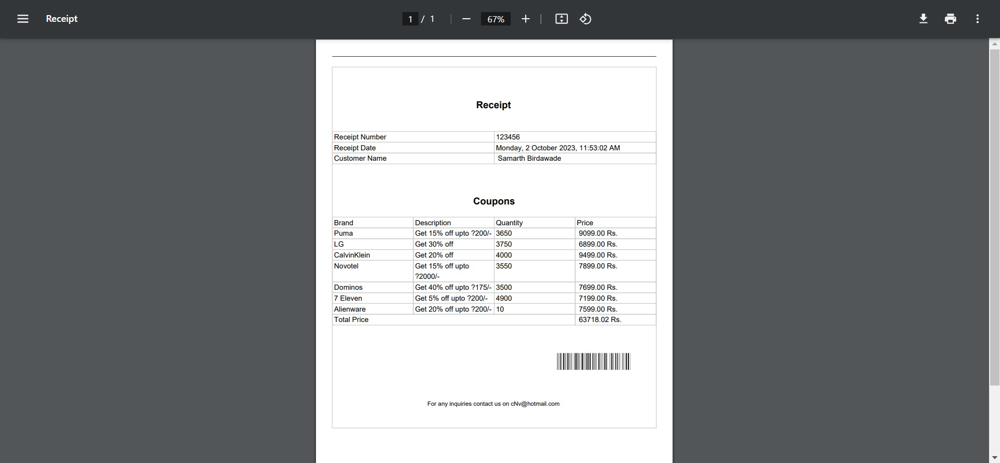 Receipt
1 / 1
67%
Receipt
Receipt Number 123456
Receipt Date Monday, 2 October 2023, 11:53:02 AM
Customer Name Samarth Birdawade
Coupons
Brand Description Quantity Price
Puma Get 15% off upto ?200/- 3650 9099.00 Rs.
LG Get 30% off 3750 6899.00 Rs.
CalvinKlein Get 20% off 4000 9499.00 Rs.
Novotel Get 15% off upto 3550 7899.00 Rs.
?2000/-
Dominos Get 40% off upto ?175/- 3500 7699.00 Rs.
7 Eleven Get 5% off upto ?200/- 4900 7199.00 Rs.
Alienware Get 20% off upto ?200/- 10 7599.00 Rs.
Total Price 63718.02 Rs.
For any inquiries contact us on cNv@hotmail.com